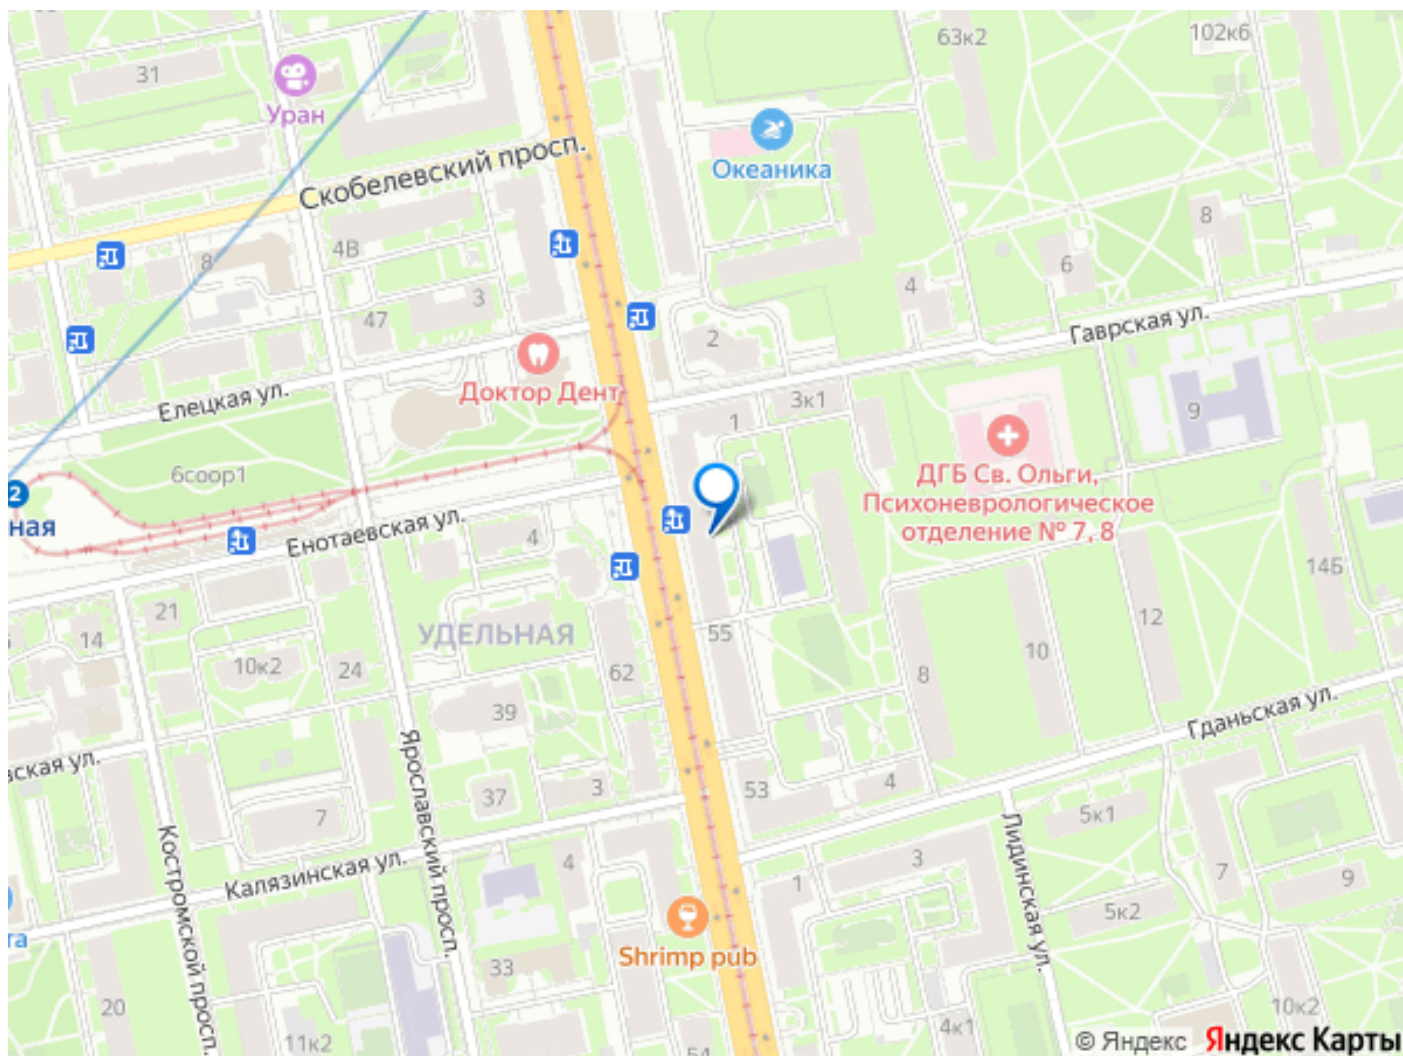 63к2
102к6
31
Уран
Океаника
Скобелевский просп.
8
4В
8
6
4
3
47
2
Гаврская ул.
Доктор Дент
Елецкая ул.
3к1
1
9
6соор1
ДГБ Св. Ольги,
Психоневрологическое
отделение № 7, 8
2
ная
Енотаевская ул.
4
14Б
21
12
14
УДЕЛЬНАЯ
55
10к2
24
62
10
8
39
Гданьская ул.
вская ул.
Ярославский просп.
3
37
53
4
7
5к1
Костромской просп.
Калязинская ул.
4
3
Лидинская ул.
1
7
9
5к2
га
Shrimp pub
33
20
11к2
54
4к1
10к2
© Яндекс Яндекс Карты